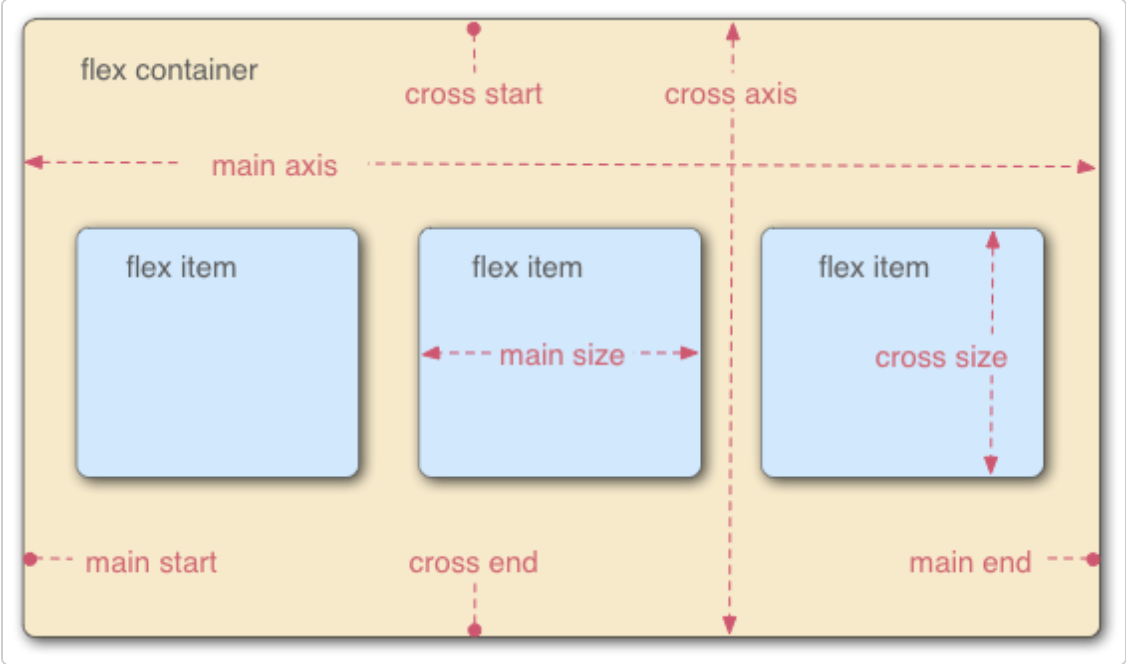 flex container
cross start
cross axis
main axis
flex item
flex item
flex item
main size
cross size
main start
cross end
main end